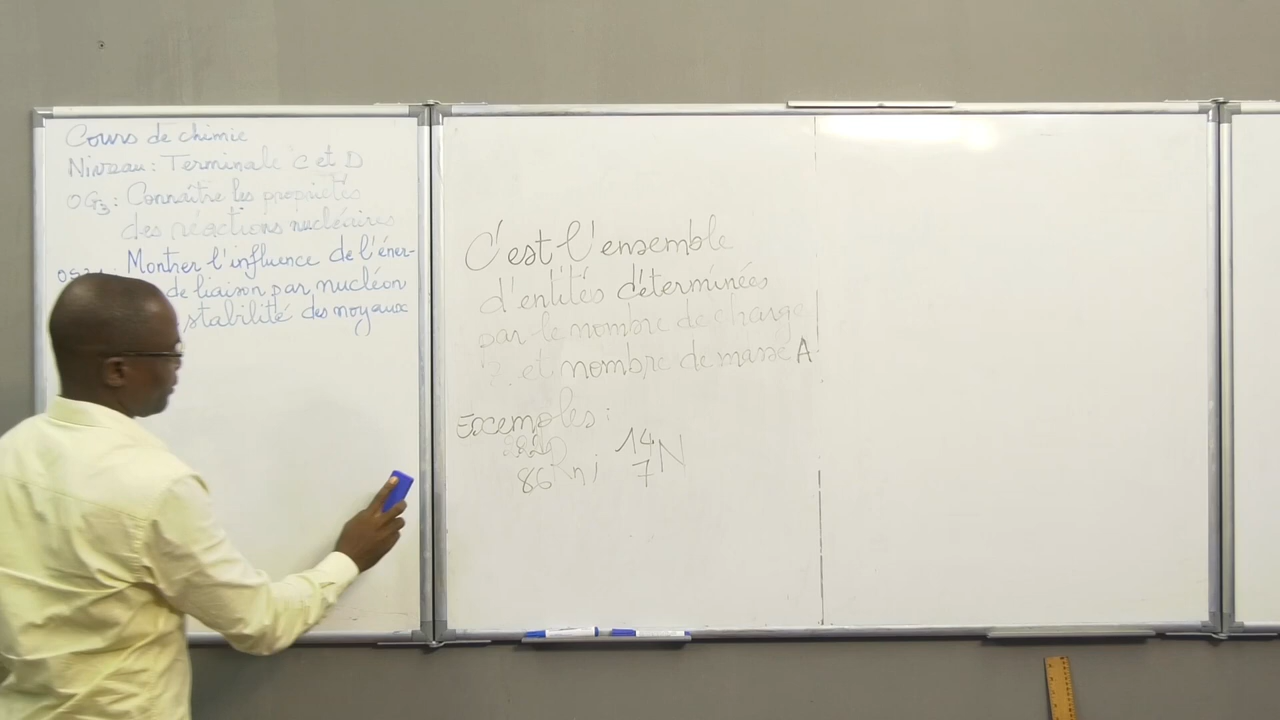 Cours de chimie
Niveau : Terminale C et D
OG3 : Connaître les propriétés
des réactions nucléaires
Montrer l'influence de l'éner-
de liaison par nucléon
stabilité des noyaux
C'est l'ensemble
d'entités déterminées
par le nombre de charge
Z et nombre de masse A
Exemples :
86Rn ; 14 7 N